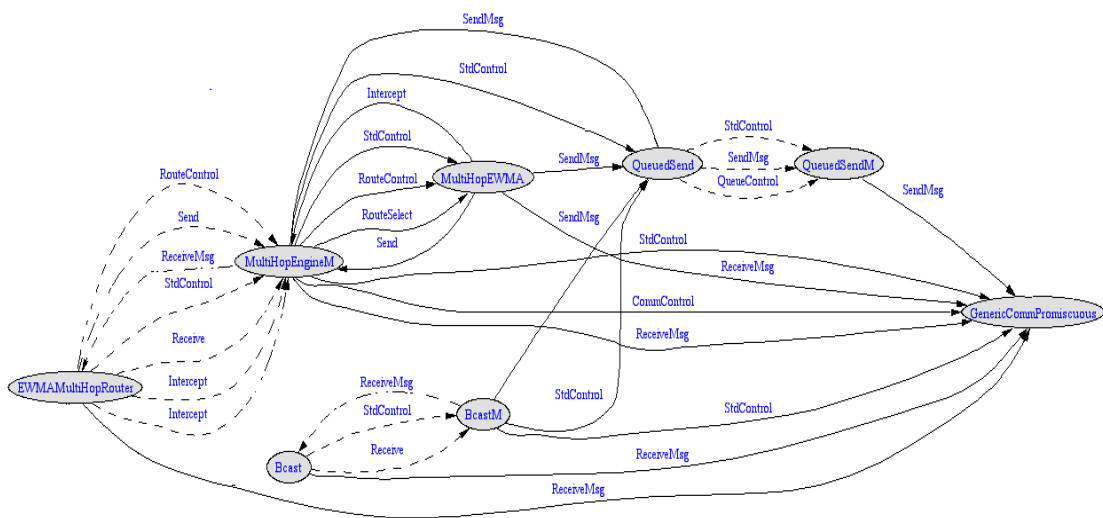 SendMsg
StdControl
Intercept
StdControl
StdControl
QueuedSend
SendMsg
QueuedSendM
SendMsg
RouteControl
RouteControl
MultiHopEWMA
QueueControl
SendMsg
Send
RouteSelect
SendMsg
Send
StdControl
ReceiveMsg
MultiHopEngineM
ReceiveMsg
StdControl
CommControl
GenericCommPromiscuous
Receive
ReceiveMsg
EWMAMultiHopRouter
Intercept
ReceiveMsg
StdControl
Intercept
StdControl
BcastM
StdControl
Receive
ReceiveMsg
Bcast
ReceiveMsg